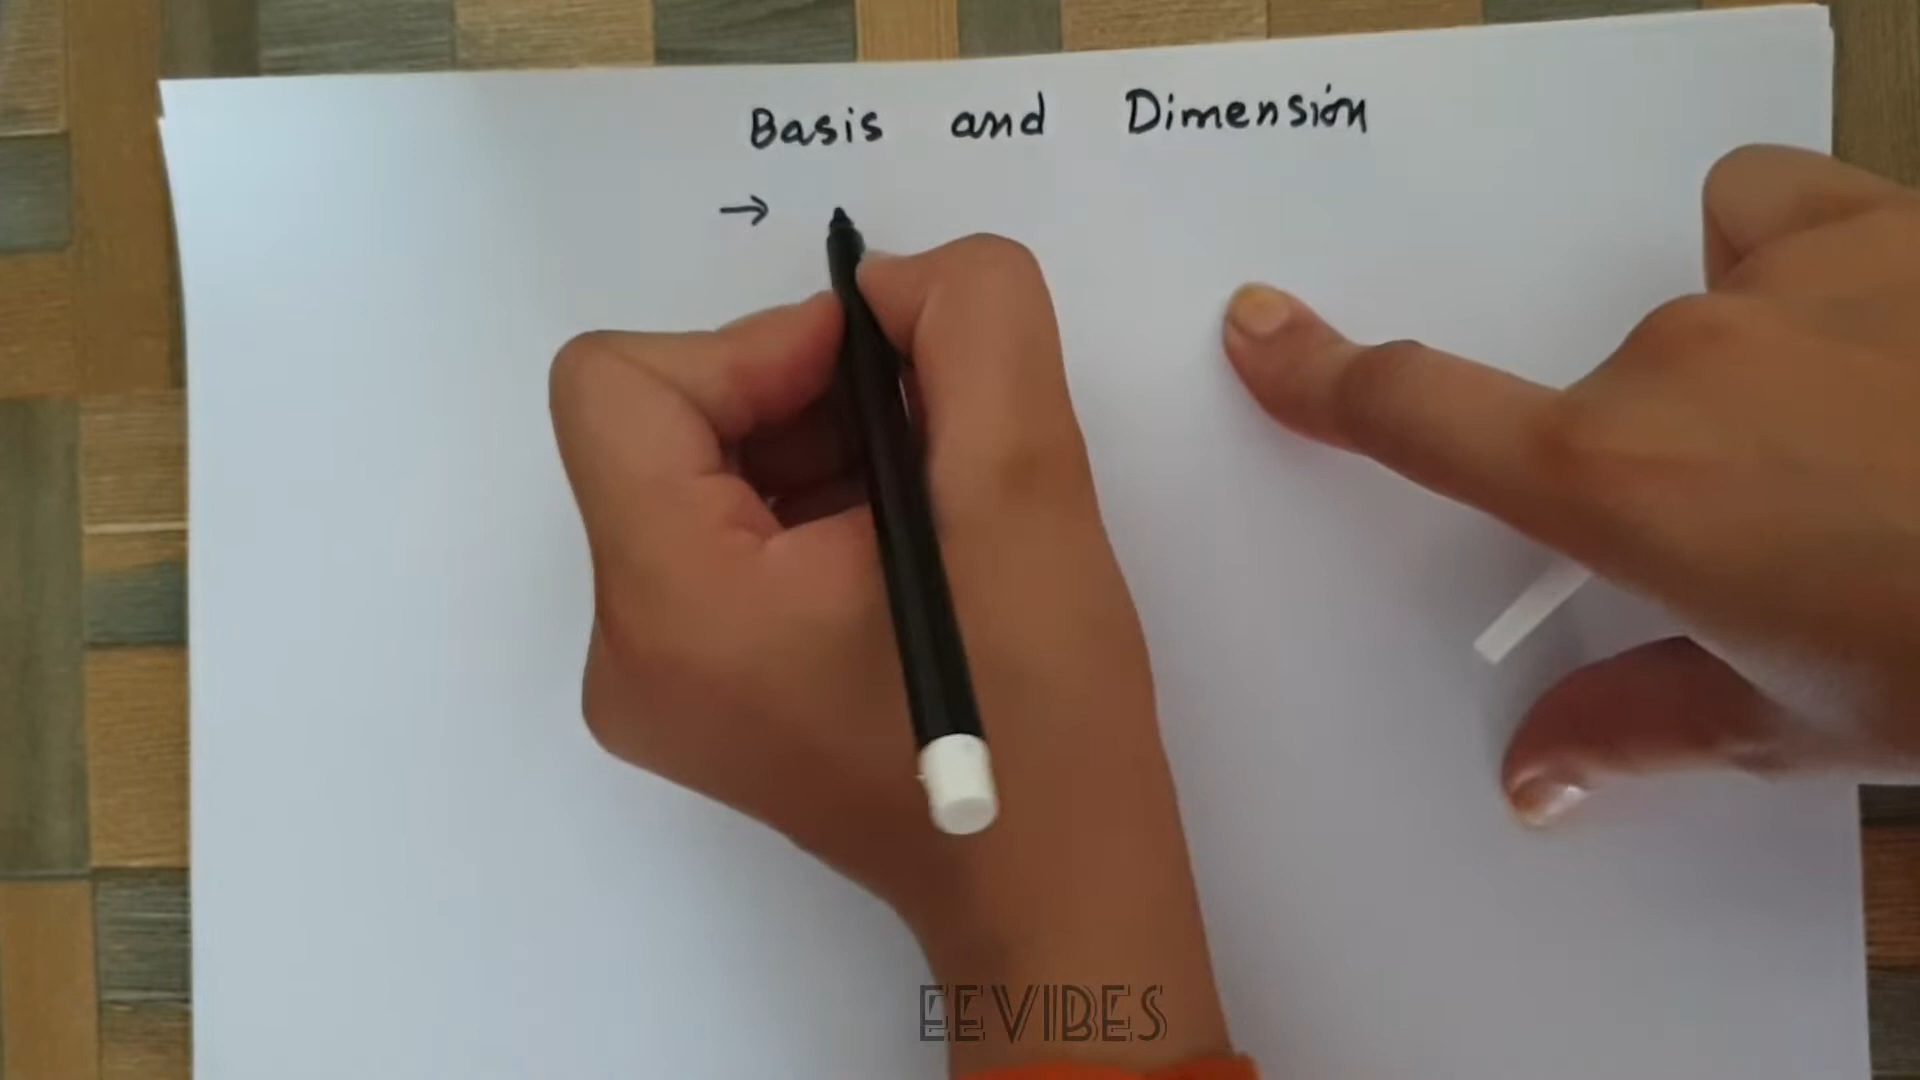 Basis and Dimension
→
EEVIBES